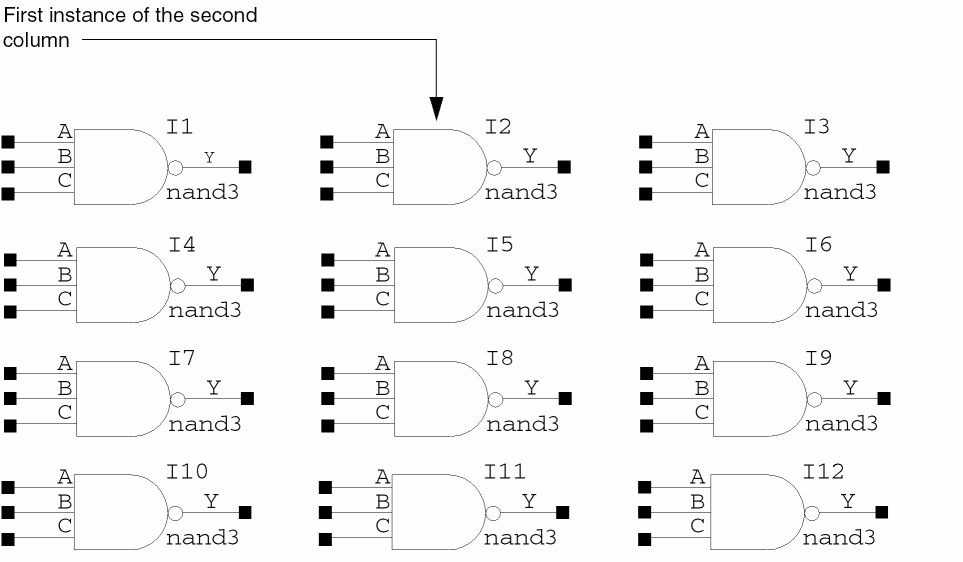 First instance of the second
column
A I1
B Y
C nand3
A I2
B Y
C nand3
A I3
B Y
C nand3
A I4
B Y
C nand3
A I5
B Y
C nand3
A I6
B Y
C nand3
A I7
B Y
C nand3
A I8
B Y
C nand3
A I9
B Y
C nand3
A I10
B Y
C nand3
A I11
B Y
C nand3
A I12
B Y
C nand3